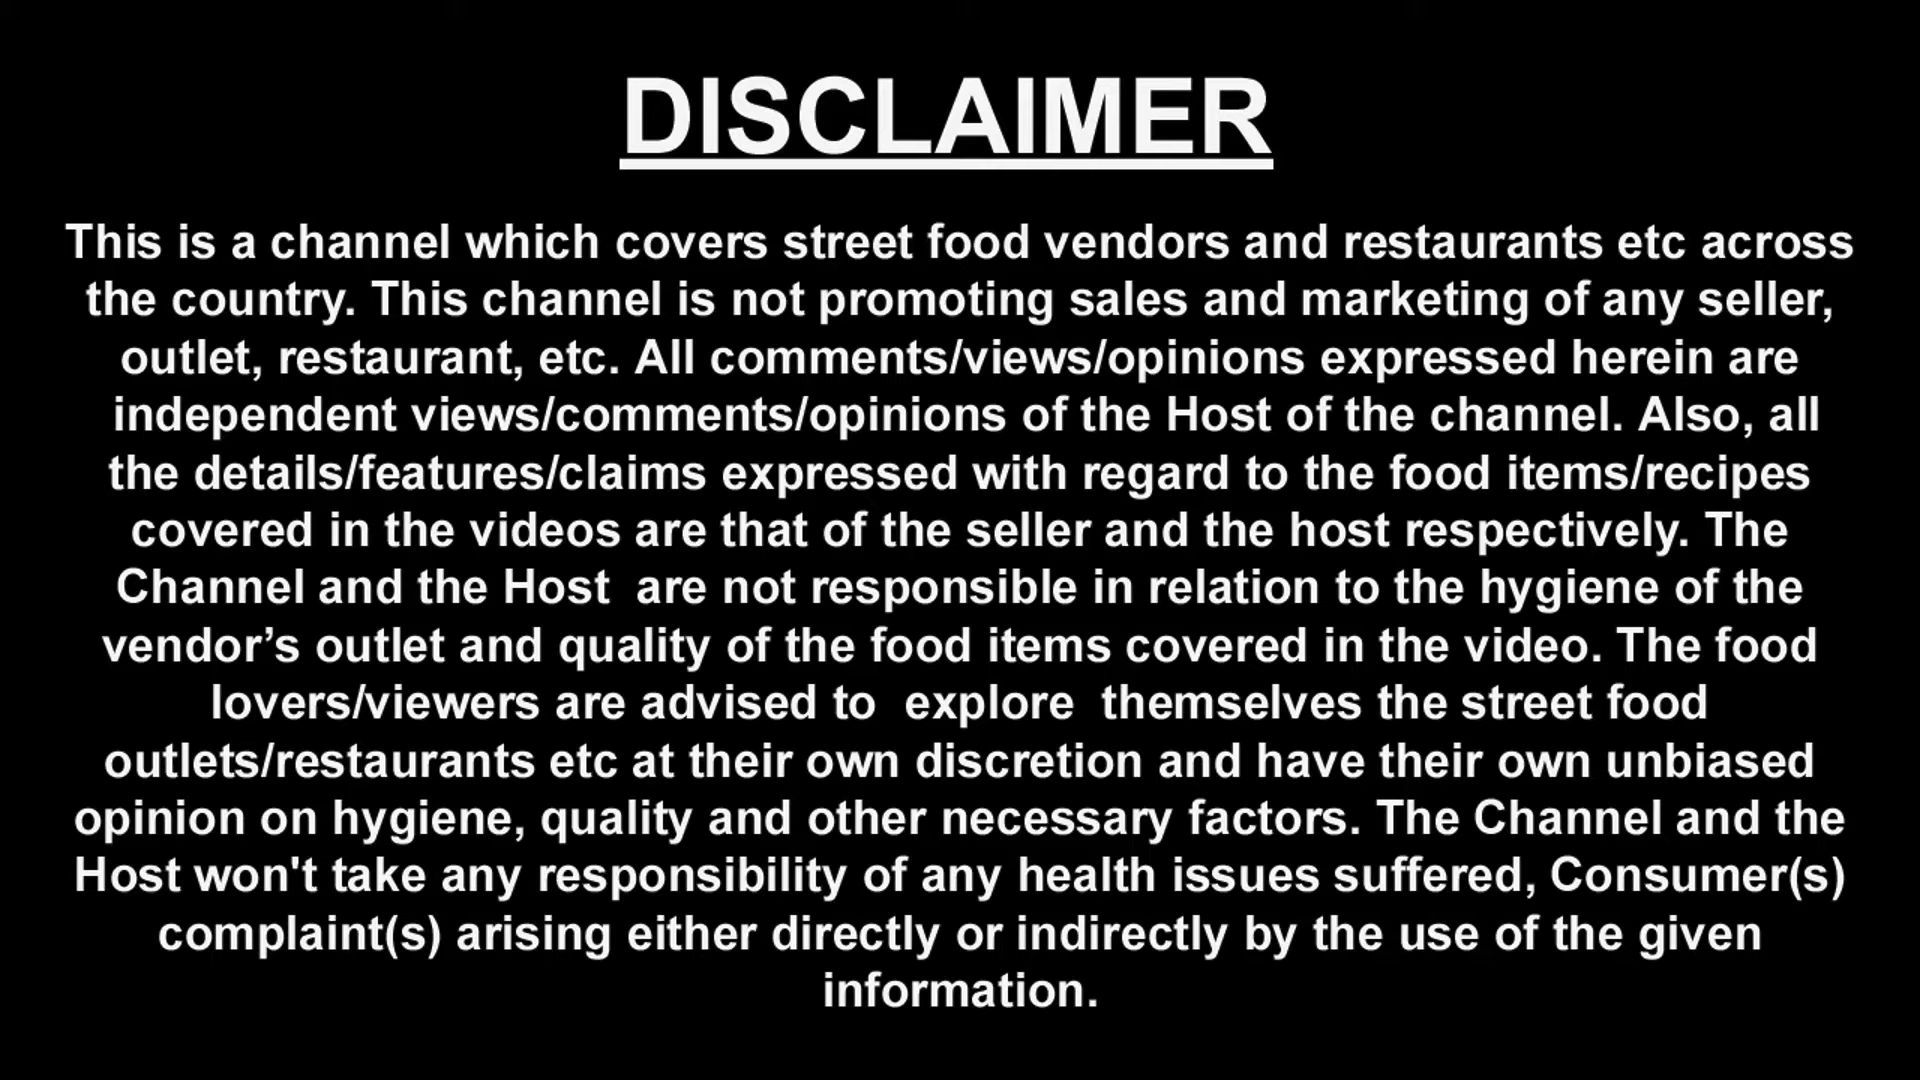 DISCLAIMER
This is a channel which covers street food vendors and restaurants etc across
the country. This channel is not promoting sales and marketing of any seller,
outlet, restaurant, etc. All comments/views/opinions expressed herein are
independent views/comments/opinions of the Host of the channel. Also, all
the details/features/claims expressed with regard to the food items/recipes
covered in the videos are that of the seller and the host respectively. The
Channel and the Host  are not responsible in relation to the hygiene of the
vendor’s outlet and quality of the food items covered in the video. The food
lovers/viewers are advised to  explore  themselves the street food
outlets/restaurants etc at their own discretion and have their own unbiased
opinion on hygiene, quality and other necessary factors. The Channel and the
Host won't take any responsibility of any health issues suffered, Consumer(s)
complaint(s) arising either directly or indirectly by the use of the given
information.